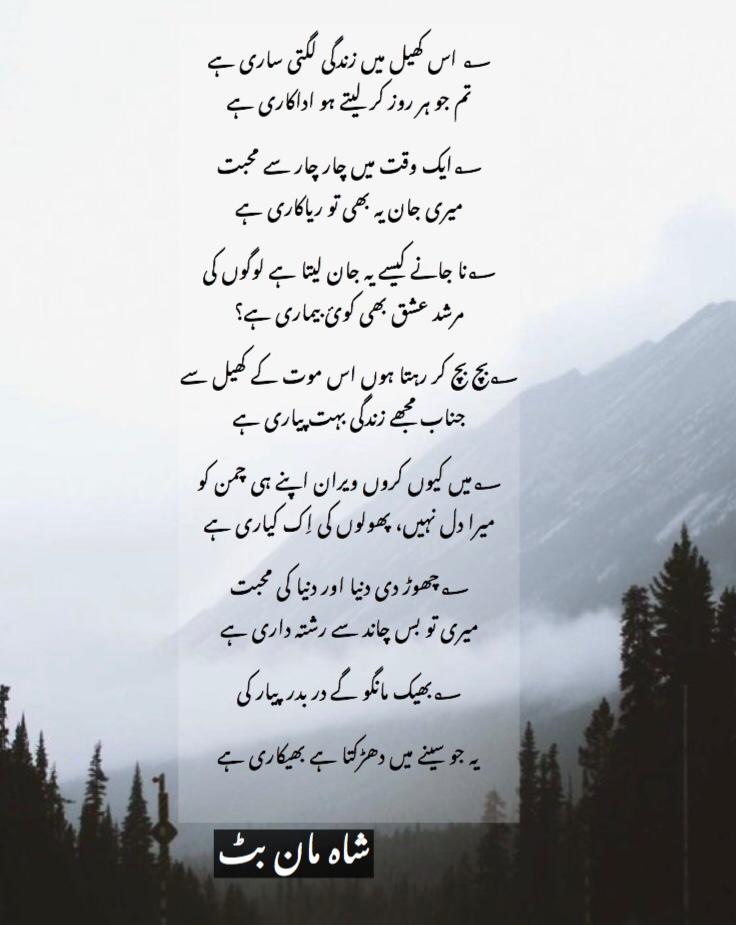 ؎ اس کھیل میں زندگی لگتی ساری ہے
تم جو ہر روز کر لیتے ہو اداکاری ہے
؎ ایک وقت میں چار چار سے محبت
میری جان یہ بھی تو ریاکاری ہے
؎ نا جانے کیسے یہ جان لیتا ہے لوگوں کی
مرشد عشق بھی کوئ بیماری ہے؟
؎ بچ بچ کر رہتا ہوں اس موت کے کھیل سے
جناب مجھے زندگی بہت پیاری ہے
؎ میں کیوں کروں ویران اپنے ہی چمن کو
میرا دل نہیں، پھولوں کی اِک کیاری ہے
؎ چھوڑ دی دنیا اور دنیا کی محبت
میری تو بس چاند سے رشتہ داری ہے
؎ بھیک مانگو گے در بدر پیار کی
یہ جو سینے میں دھڑکتا ہے بھیکاری ہے
شاہ مان بٹ